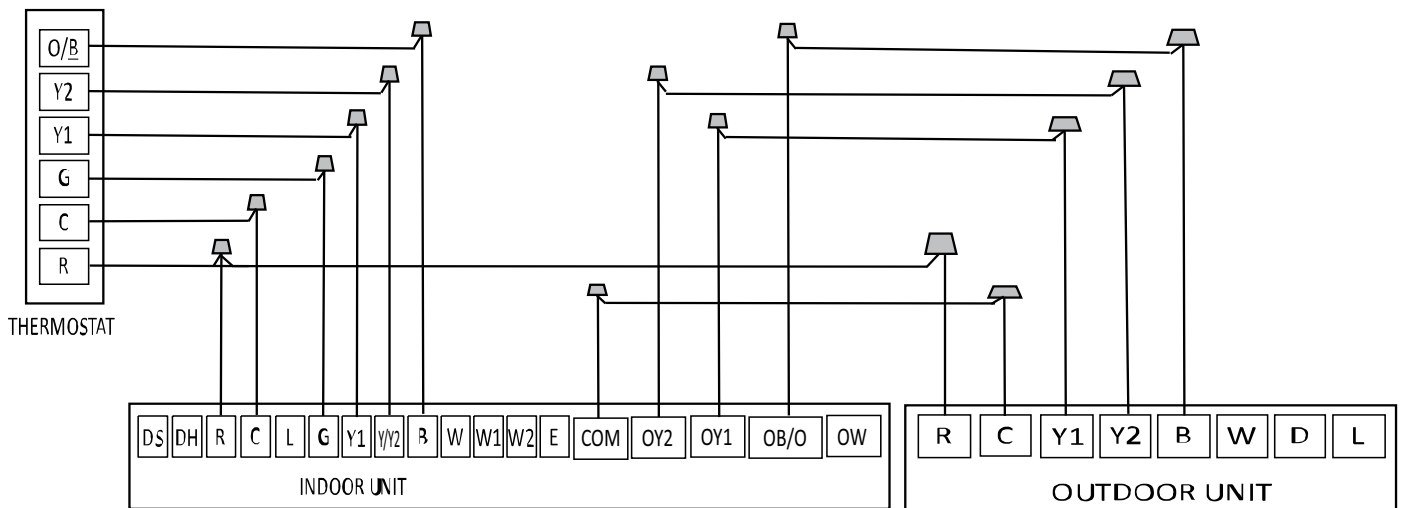 O/B
Y2
Y1
G
C
R
THERMOSTAT
DS DH R C L G Y1 Y/Y2 B W W1 W2 E COM OY2 OY1 OB/O OW
INDOOR UNIT
R C Y1 Y2 B W D L
OUTDOOR UNIT